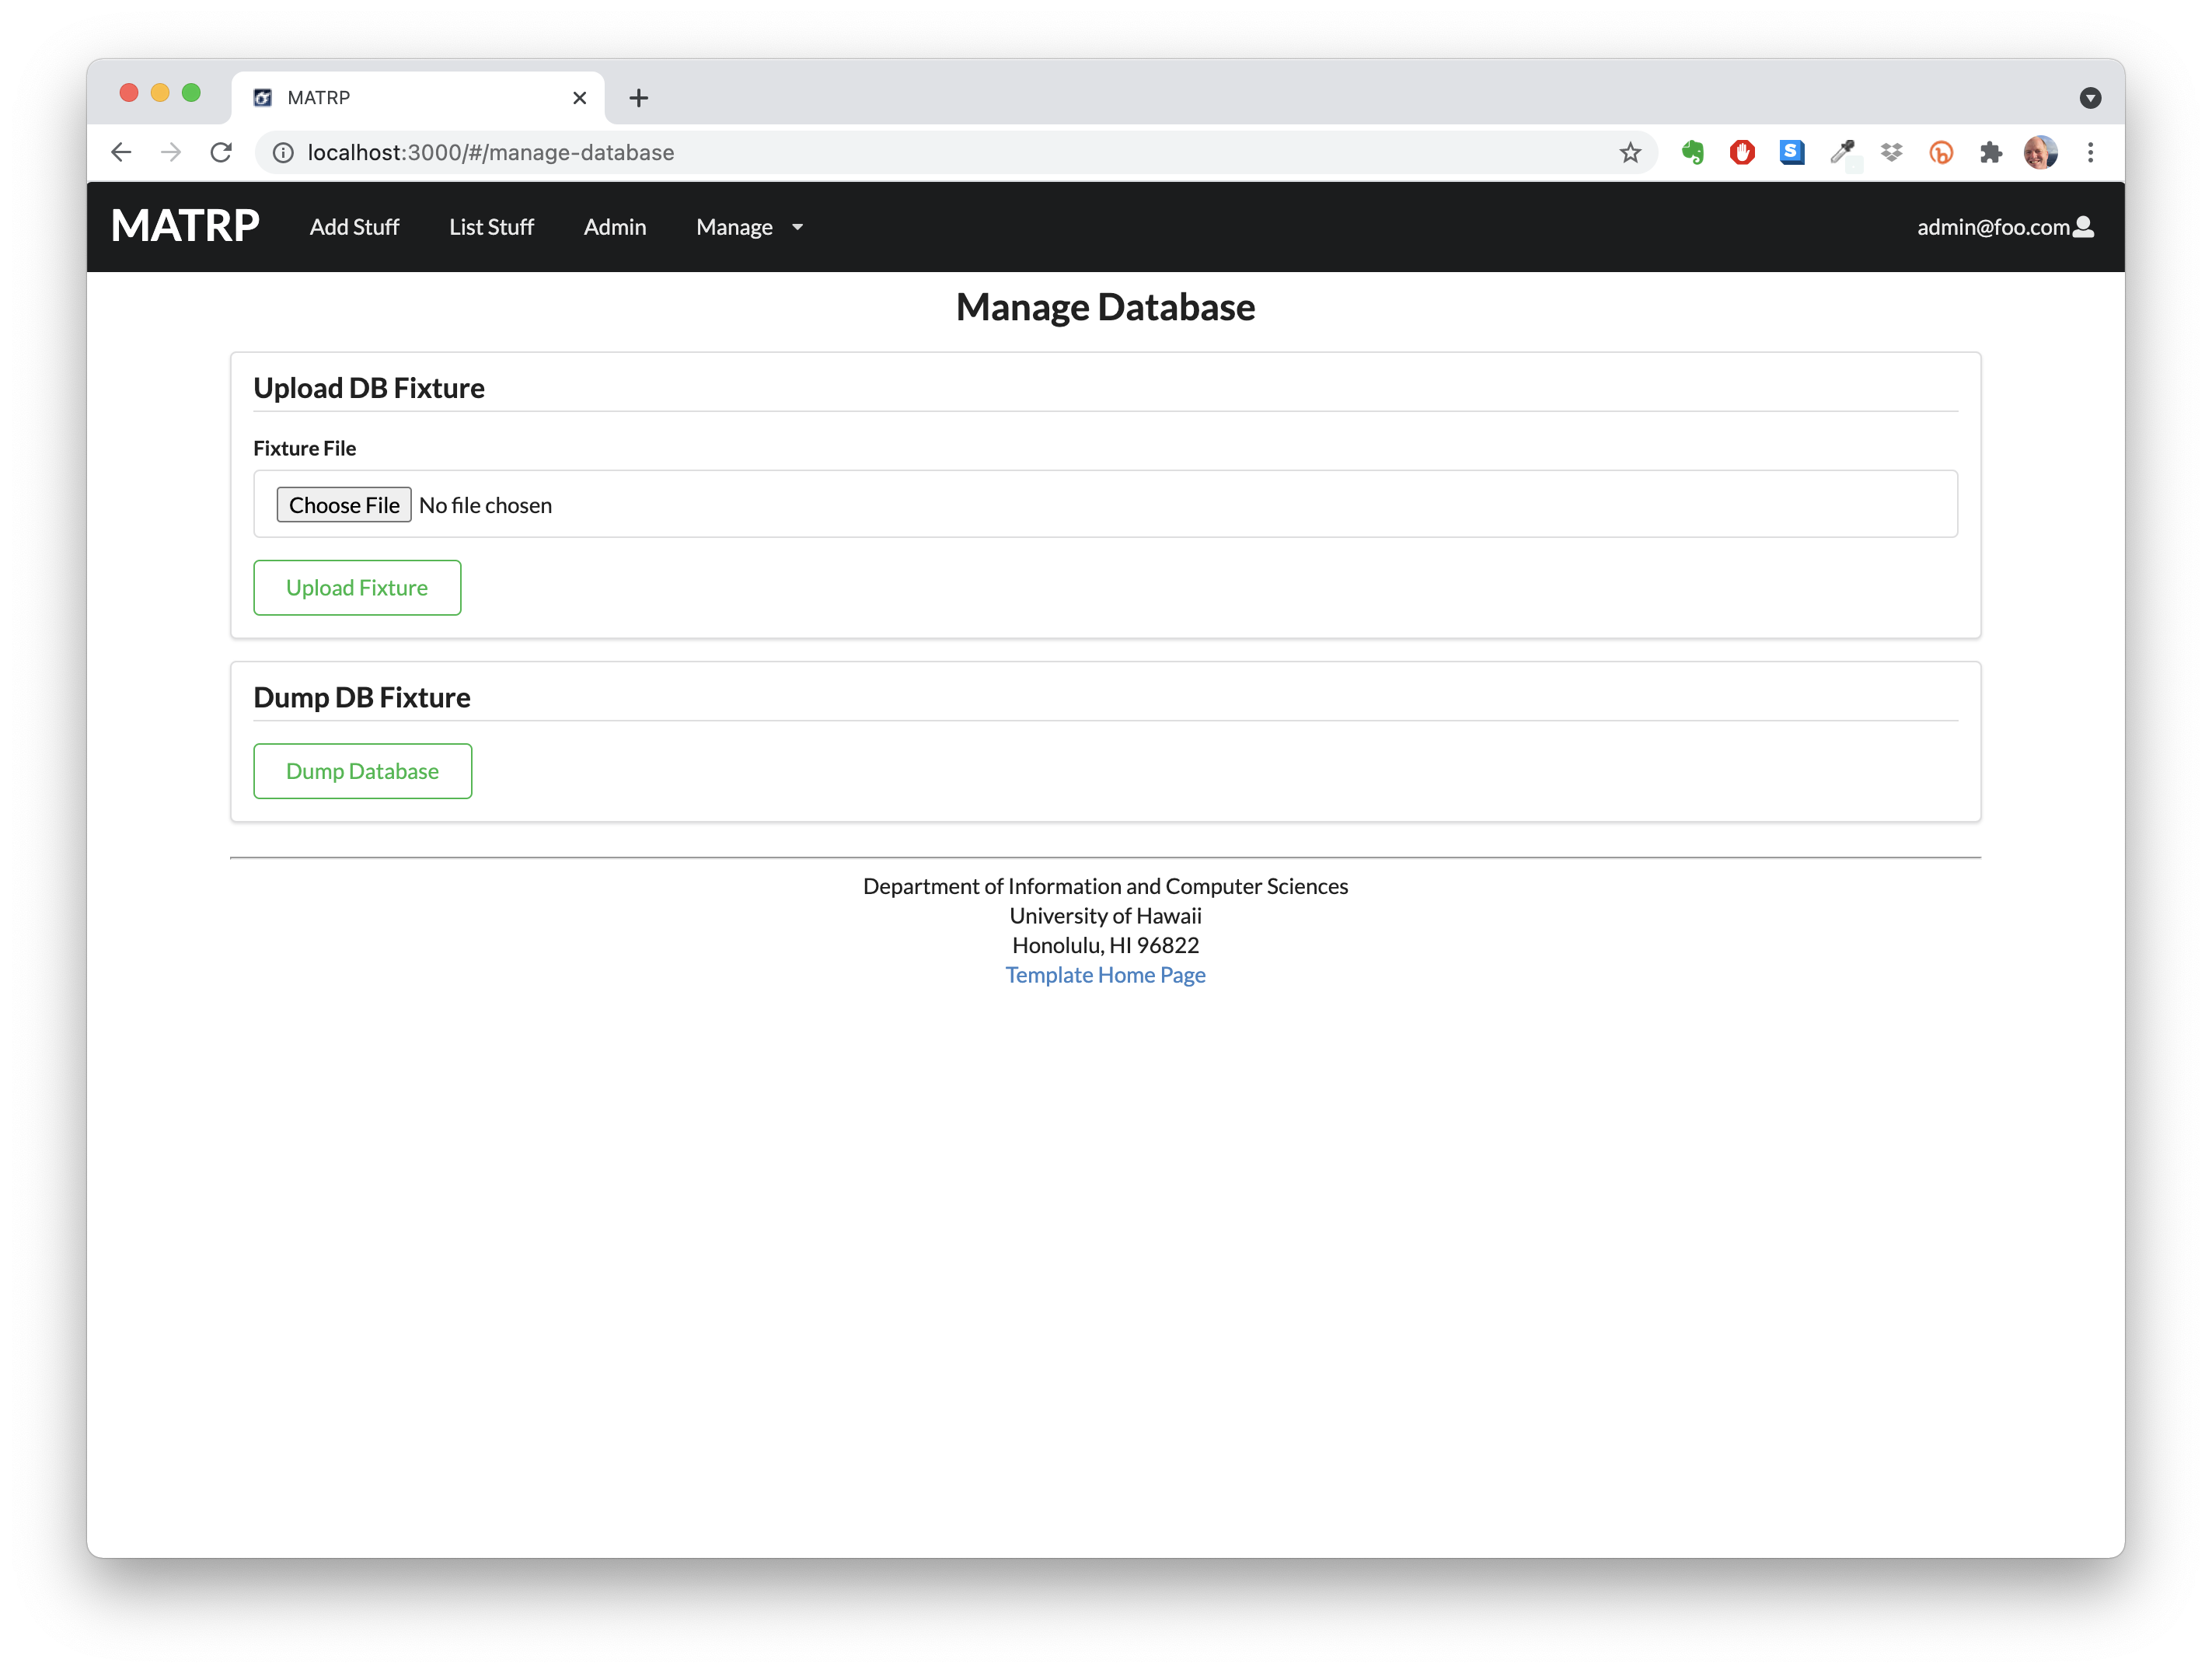 MATRP
localhost:3000/#/manage-database
MATRP Add Stuff List Stuff Admin Manage admin@foo.com
Manage Database
Upload DB Fixture
Fixture File
Choose File No file chosen
Upload Fixture
Dump DB Fixture
Dump Database
Department of Information and Computer Sciences
University of Hawaii
Honolulu, HI 96822
Template Home Page